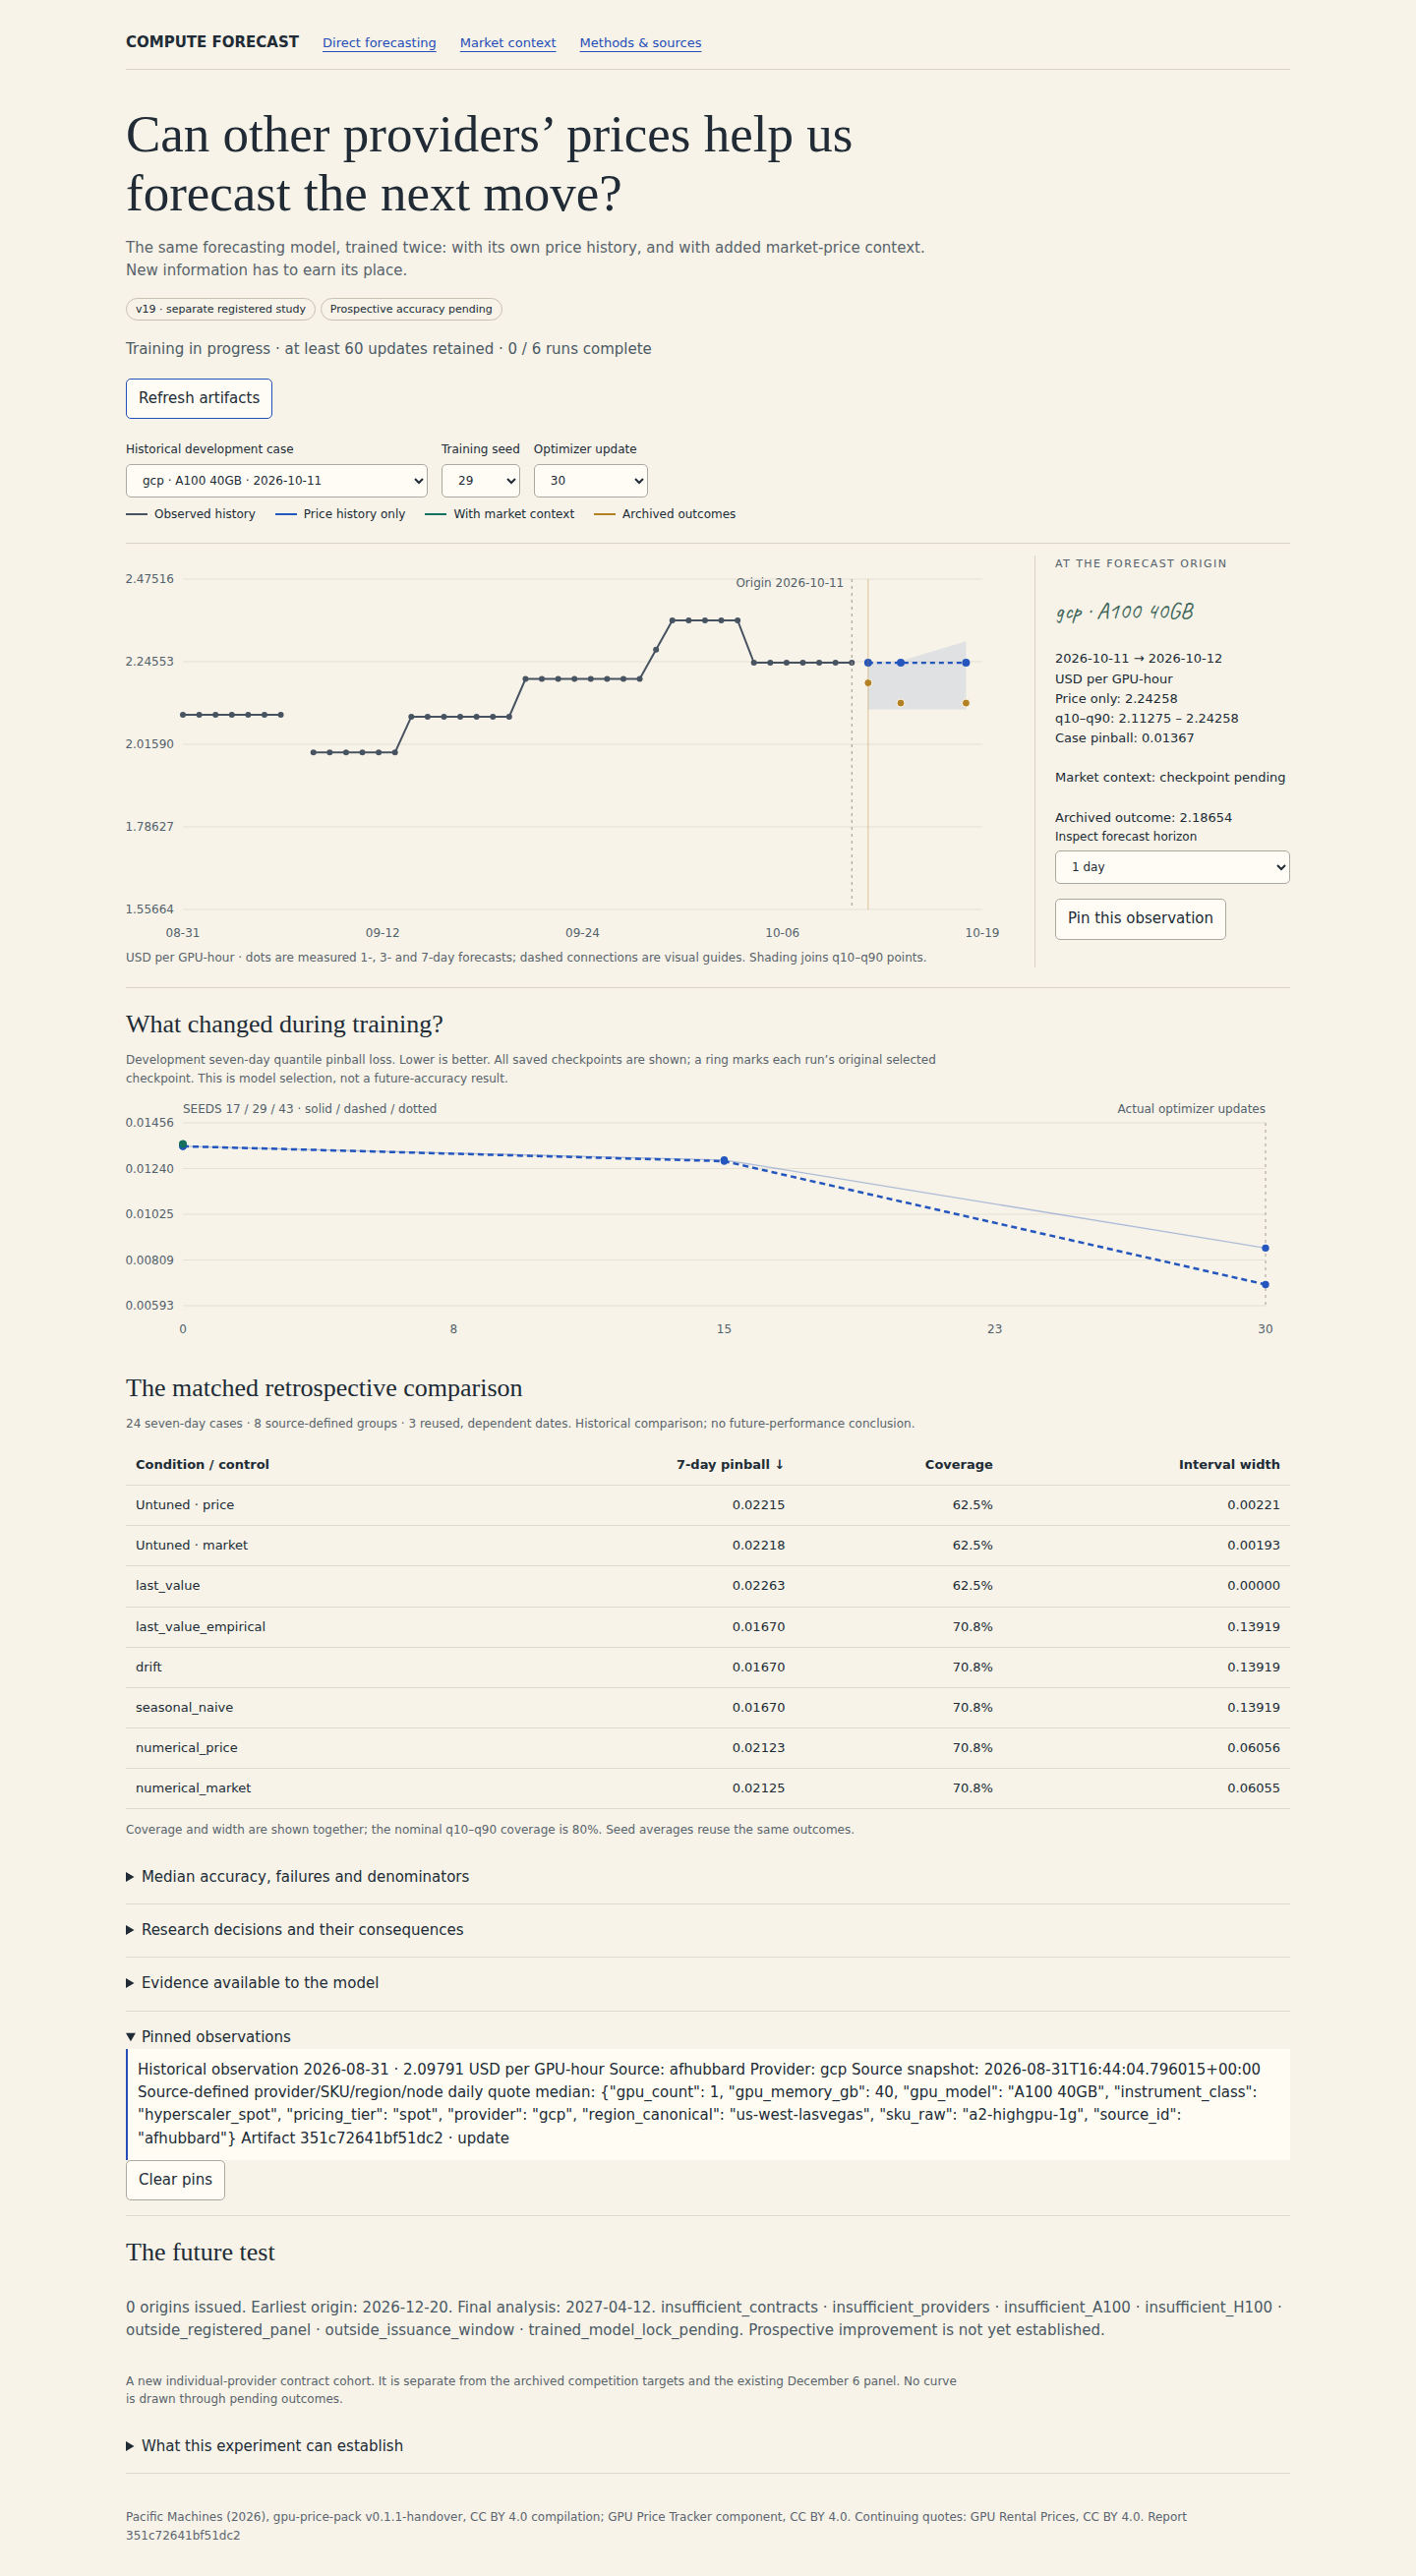 COMPUTE FORECAST Direct forecasting Market context Methods & sources
Can other providers’ prices help us
forecast the next move?
The same forecasting model, trained twice: with its own price history, and with added market-price context.
New information has to earn its place.
v19 · separate registered study Prospective accuracy pending
Training in progress · at least 60 updates retained · 0 / 6 runs complete
Refresh artifacts
Historical development case Training seed Optimizer update
gcp · A100 40GB · 2026-10-11 29 30
Observed history Price history only With market context Archived outcomes
2.47516
2.24553
2.01590
1.78627
1.55664
Origin 2026-10-11
08-31 09-12 09-24 10-06 10-19
USD per GPU-hour · dots are measured 1-, 3- and 7-day forecasts; dashed connections are visual guides. Shading joins q10–q90 points.
AT THE FORECAST ORIGIN
gcp · A100 40GB
2026-10-11 → 2026-10-12
USD per GPU-hour
Price only: 2.24258
q10–q90: 2.11275 – 2.24258
Case pinball: 0.01367
Market context: checkpoint pending
Archived outcome: 2.18654
Inspect forecast horizon
1 day
Pin this observation
What changed during training?
Development seven-day quantile pinball loss. Lower is better. All saved checkpoints are shown; a ring marks each run’s original selected
checkpoint. This is model selection, not a future-accuracy result.
SEEDS 17 / 29 / 43 · solid / dashed / dotted Actual optimizer updates
0.01456
0.01240
0.01025
0.00809
0.00593
0 8 15 23 30
The matched retrospective comparison
24 seven-day cases · 8 source-defined groups · 3 reused, dependent dates. Historical comparison; no future-performance conclusion.
Condition / control 7-day pinball ↓ Coverage Interval width
Untuned · price 0.02215 62.5% 0.00221
Untuned · market 0.02218 62.5% 0.00193
last_value 0.02263 62.5% 0.00000
last_value_empirical 0.01670 70.8% 0.13919
drift 0.01670 70.8% 0.13919
seasonal_naive 0.01670 70.8% 0.13919
numerical_price 0.02123 70.8% 0.06056
numerical_market 0.02125 70.8% 0.06055
Coverage and width are shown together; the nominal q10–q90 coverage is 80%. Seed averages reuse the same outcomes.
Median accuracy, failures and denominators
Research decisions and their consequences
Evidence available to the model
Pinned observations
Historical observation 2026-08-31 · 2.09791 USD per GPU-hour Source: afhubbard Provider: gcp Source snapshot: 2026-08-31T16:44:04.796015+00:00
Source-defined provider/SKU/region/node daily quote median: {"gpu_count": 1, "gpu_memory_gb": 40, "gpu_model": "A100 40GB", "instrument_class":
"hyperscaler_spot", "pricing_tier": "spot", "provider": "gcp", "region_canonical": "us-west-lasvegas", "sku_raw": "a2-highgpu-1g", "source_id":
"afhubbard"} Artifact 351c72641bf51dc2 · update
Clear pins
The future test
0 origins issued. Earliest origin: 2026-12-20. Final analysis: 2027-04-12. insufficient_contracts · insufficient_providers · insufficient_A100 · insufficient_H100 ·
outside_registered_panel · outside_issuance_window · trained_model_lock_pending. Prospective improvement is not yet established.
A new individual-provider contract cohort. It is separate from the archived competition targets and the existing December 6 panel. No curve
is drawn through pending outcomes.
What this experiment can establish
Pacific Machines (2026), gpu-price-pack v0.1.1-handover, CC BY 4.0 compilation; GPU Price Tracker component, CC BY 4.0. Continuing quotes: GPU Rental Prices, CC BY 4.0. Report
351c72641bf51dc2